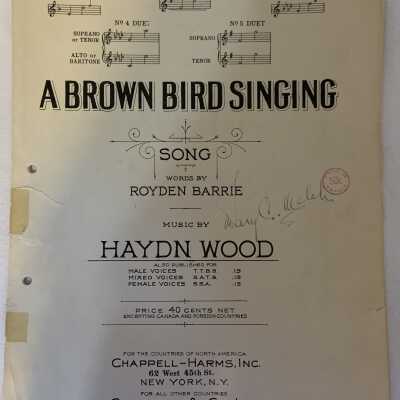 Nº 4 DUET
Nº 5 DUET
SOPRANO
or TENOR
SOPRANO
ALTO or
BARITONE
TENOR
A BROWN BIRD SINGING
SONG
WORDS BY
ROYDEN BARRIE
MUSIC BY
Mary C.
HAYDN WOOD
ALSO PUBLISHED FOR
MALE VOICES T.T.B.B. .15
MIXED VOICES S.A.T.B. .15
FEMALE VOICES S.S.A. .15
PRICE 40 CENTS NET
EXCEPTING CANADA AND FOREIGN COUNTRIES
FOR THE COUNTRIES OF NORTH AMERICA
CHAPPELL-HARMS, INC.
62 WEST 45th ST.
NEW YORK, N.Y.
FOR ALL OTHER COUNTRIES